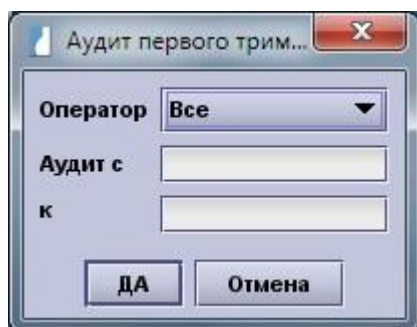 Аудит первого трим...
Оператор Все
Аудит с
к
ДА Отмена